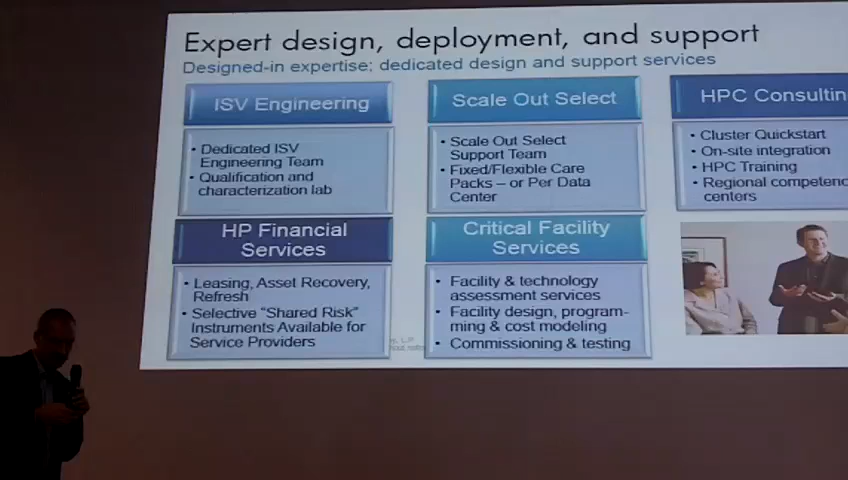 Expert design, deployment, and support
Designed-in expertise; dedicated design and support services
ISV Engineering
• Dedicated ISV
Engineering Team
• Qualification and
characterization lab
Scale Out Select
• Scale Out Select
Support Team
• Fixed/Flexible Care
Packs – or Per Data
Center
HPC Consultin
• Cluster Quickstart
• On-site integration
• HPC Training
• Regional competenc
centers
HP Financial
Services
• Leasing, Asset Recovery,
Refresh
• Selective "Shared Risk"
Instruments Available for
Service Providers
Critical Facility
Services
• Facility & technology
assessment services
• Facility design, program-
ming & cost modeling
• Commissioning & testing